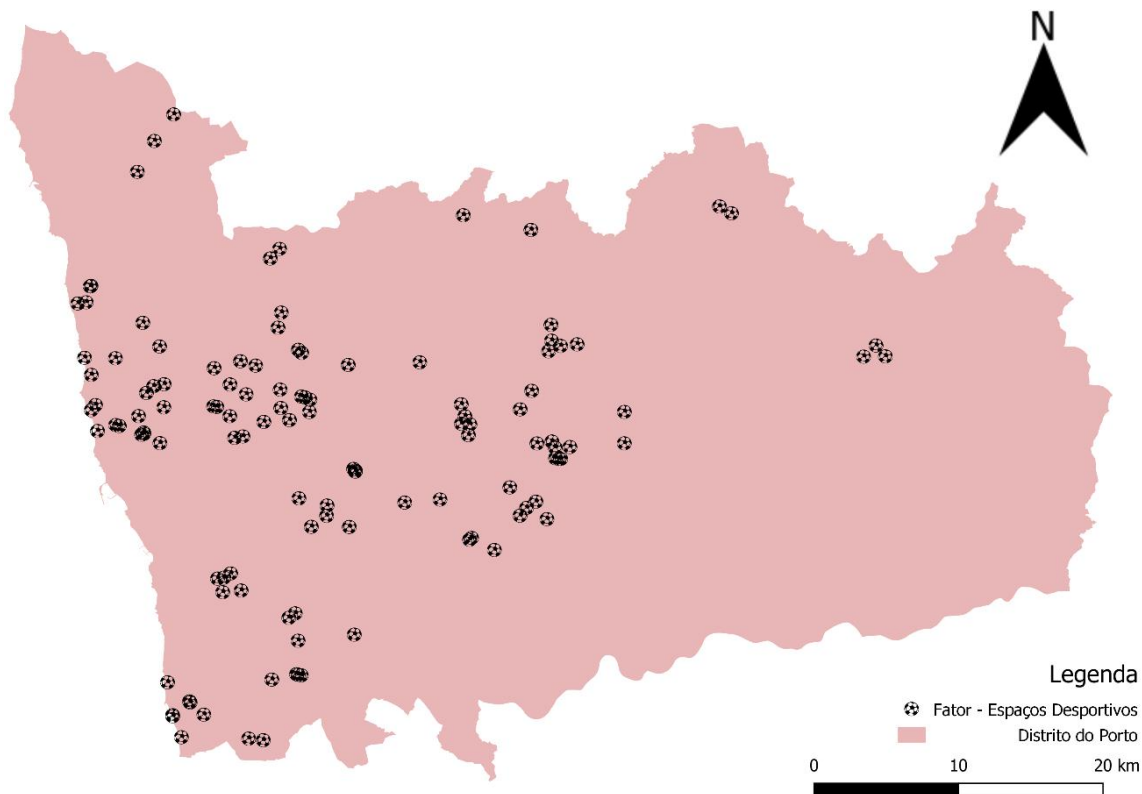 N
Legenda
Fator - Espaços Desportivos
Distrito do Porto
0 10 20 km